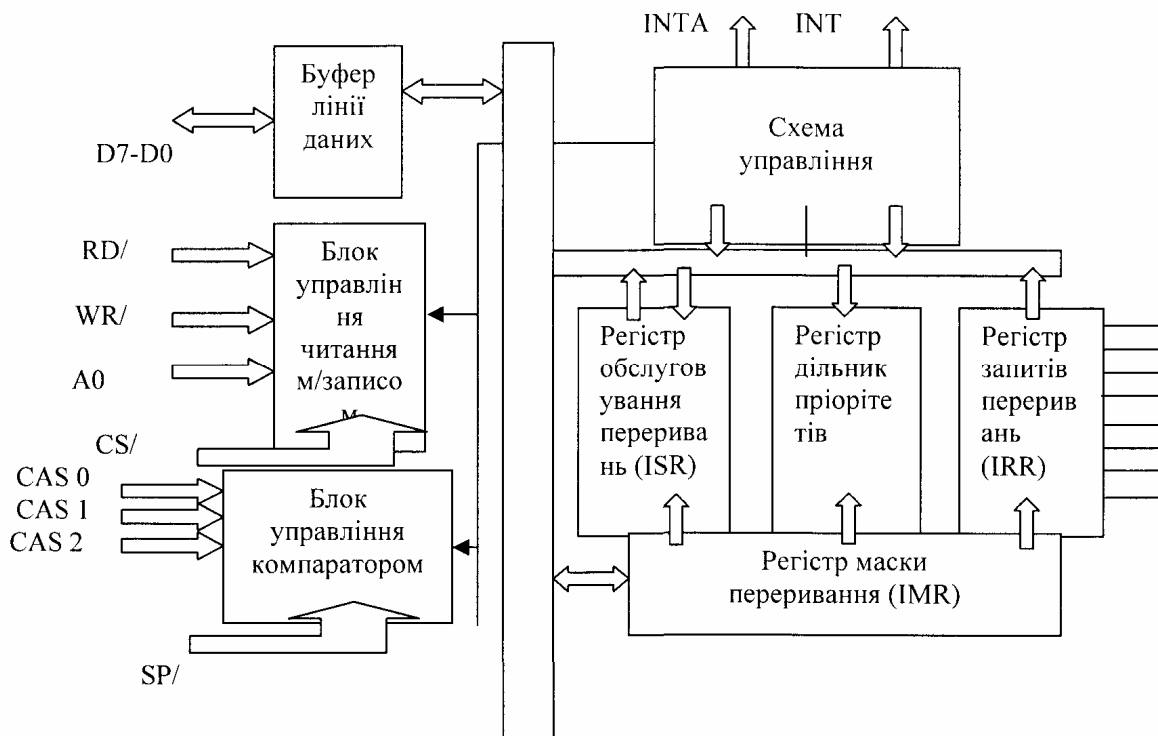 INTA
INT
Буфер
лінії
даних
D7-D0
Схема
управління
RD/
WR/
A0
CS/
Блок
управлін
ня
читання
м/записо
м
CAS 0
CAS 1
CAS 2
Блок
управління
компаратором
SP/
Регістр
обслугов
ування
перерива
нь (ISR)
Регістр
дільник
пріоріте
тів
Регістр
запитів
перерив
ань
(IRR)
Регістр маски
переривання (IMR)